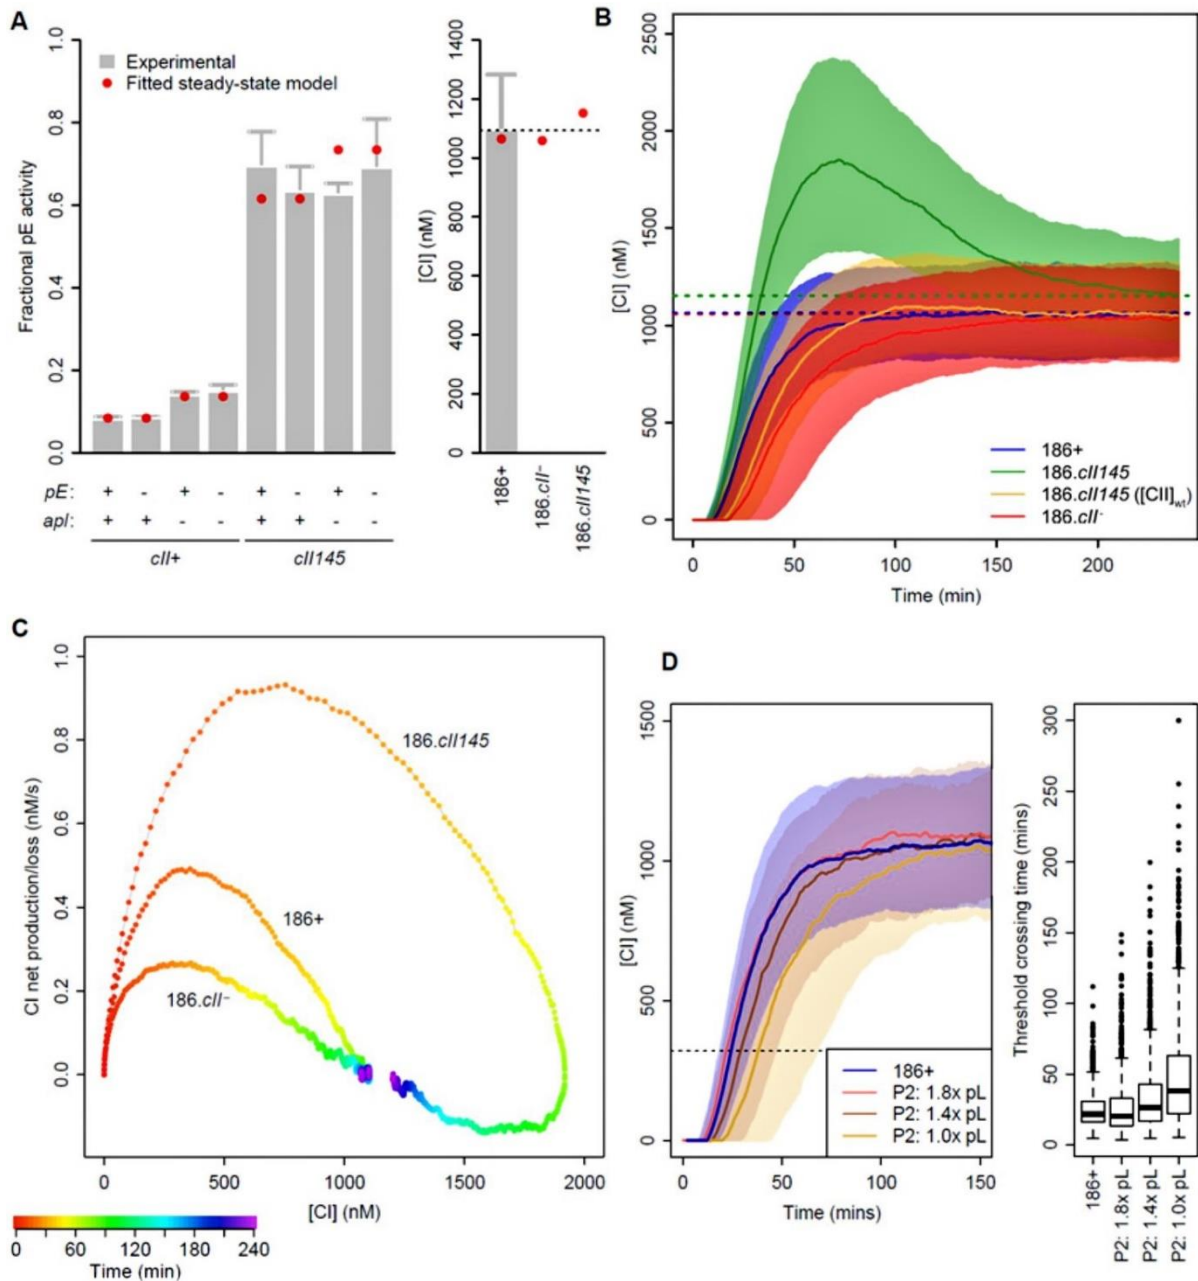 A
Experimental
Fitted steady-state model
Fractional pE activity
0.0 0.2 0.4 0.6 0.8 1.0
pE: + - + - + - + -
apl: + + - - + + - -
cII+ cII145
[CI] (nM)
0 200 400 600 800 1000 1200 1400
186+
186.cII⁻
186.cII145
B
[CI] (nM)
0 500 1000 1500 2000 2500
186+
186.cII145
186.cII145 ([CII]wt)
186.cII⁻
0 50 100 150 200
Time (min)
C
CI net production/loss (nM/s)
0.0 0.2 0.4 0.6 0.8 1.0
186.cII145
186+
186.cII⁻
0 500 1000 1500 2000
[CI] (nM)
0 60 120 180 240
Time (min)
D
[CI] (nM)
0 500 1000 1500
186+
P2: 1.8x pL
P2: 1.4x pL
P2: 1.0x pL
0 50 100 150
Time (mins)
Threshold crossing time (mins)
0 50 100 150 200 250 300
186+
P2: 1.8x pL
P2: 1.4x pL
P2: 1.0x pL